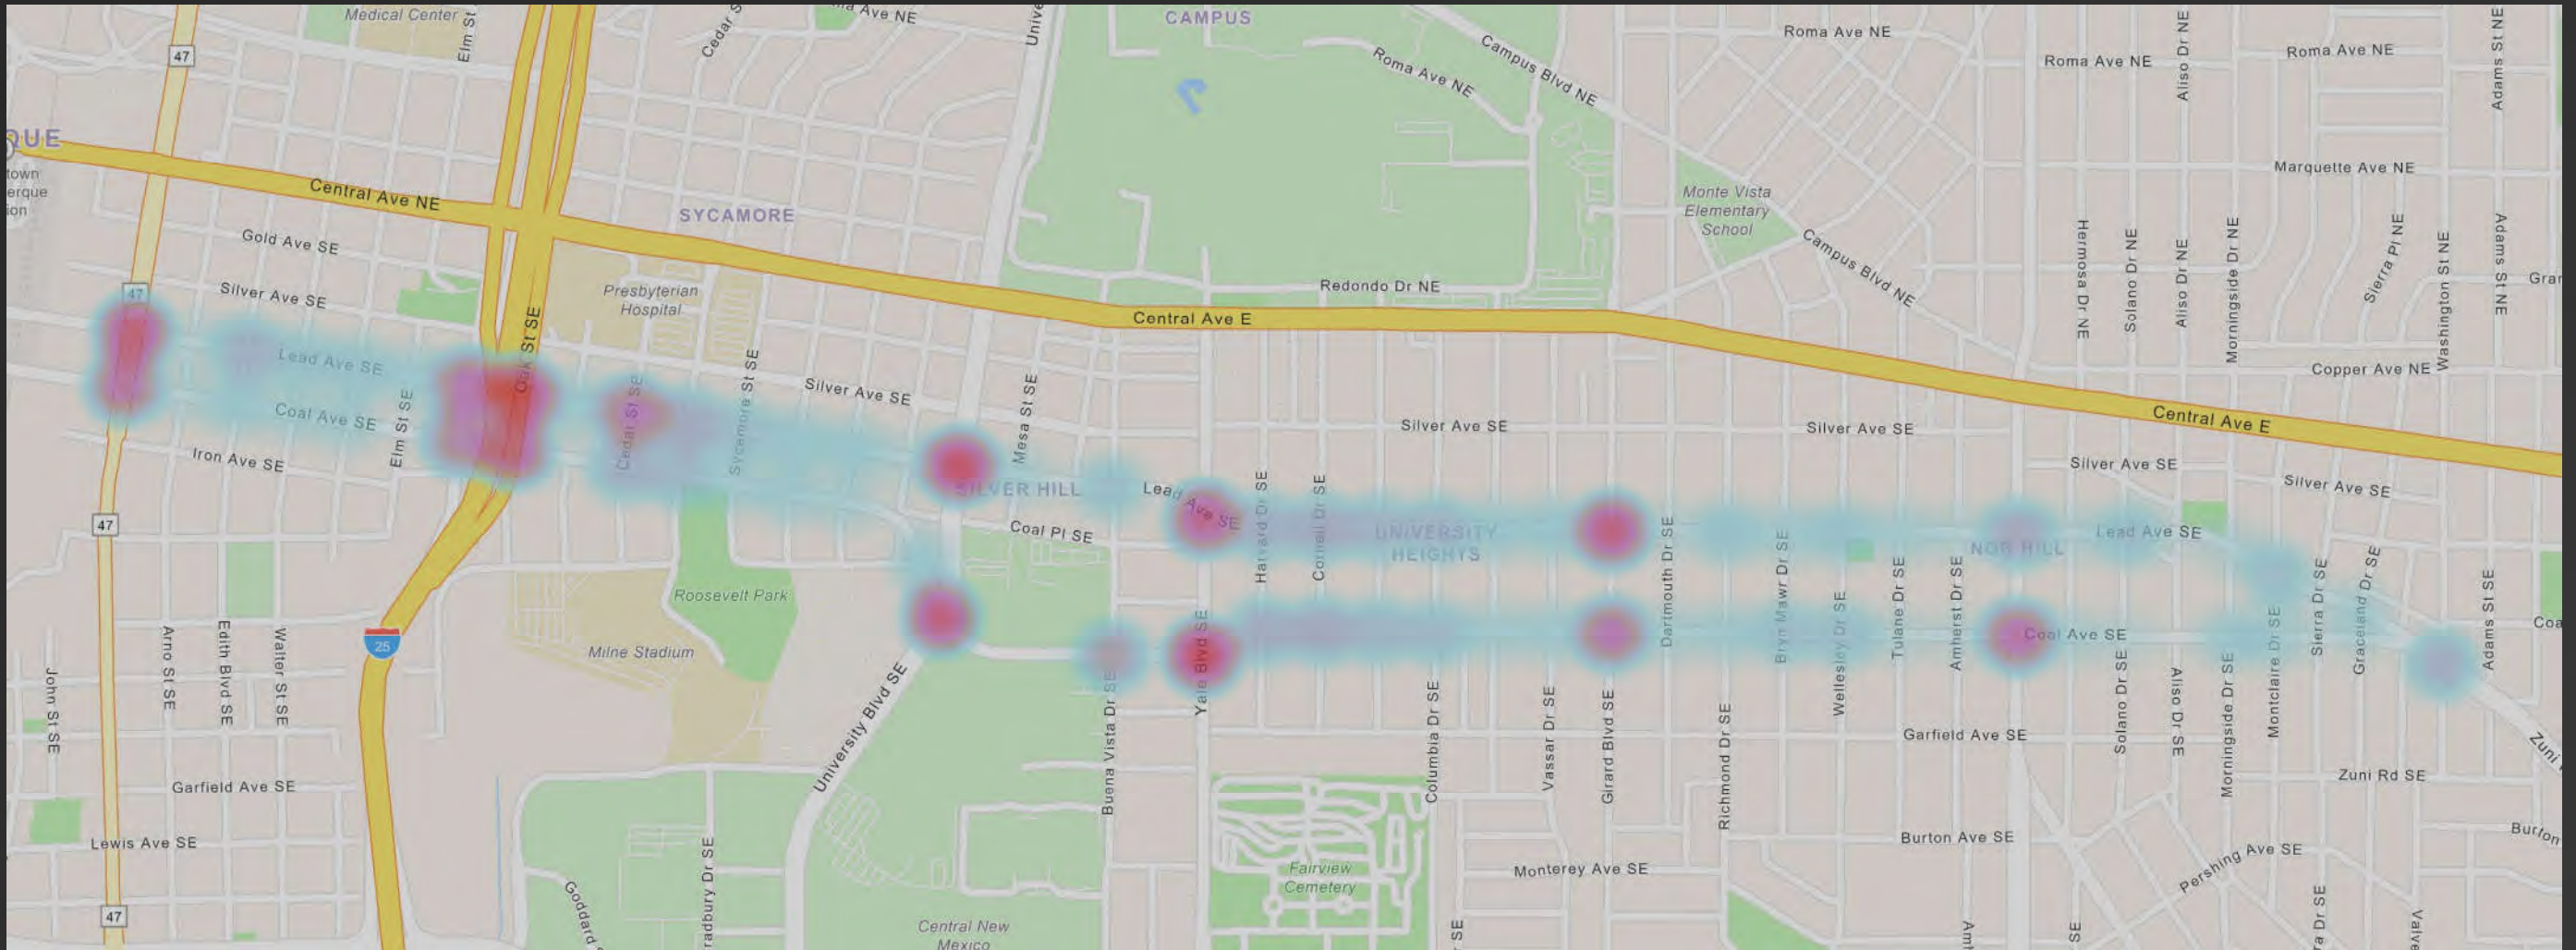 Medical Center
Elm St
Cedar S
Ave NE
Unive
CAMPUS
Roma Ave NE
Campus Blvd NE
Roma Ave NE
Roma Ave NE
Aliso Dr NE
Roma Ave NE
Adams St NE
47
QUE
town
erque
ion
Central Ave NE
SYCAMORE
Monte Vista
Elementary
School
Marquette Ave NE
Gold Ave SE
Silver Ave SE
47
Presbyterian
Hospital
Redondo Dr NE
Central Ave E
Campus Blvd NE
Hermosa Dr NE
Solano Dr NE
Aliso Dr NE
Morningside Dr NE
Sierra Pl NE
Washington St NE
Adams St NE
Gran
Copper Ave NE
Lead Ave SE
Oak St SE
Coal Ave SE
Elm St SE
Cedar St SE
Sycamore St SE
Silver Ave SE
Mesa St SE
Silver Ave SE
Silver Ave SE
Central Ave E
Silver Ave SE
Silver Ave SE
Iron Ave SE
SILVER HILL
Lead Ave SE
Coal Pl SE
Harvard Dr SE
Cornell Dr SE
UNIVERSITY
HEIGHTS
Dartmouth Dr SE
Bryn Mawr Dr SE
Wellesley Dr SE
Tulane Dr SE
Amherst Dr SE
NOB HILL
Lead Ave SE
47
25
Roosevelt Park
Milne Stadium
Arno St SE
Edith Blvd SE
Walter St SE
John St SE
University Blvd SE
Buena Vista Dr SE
Yale Blvd SE
Columbia Dr SE
Vassar Dr SE
Girard Blvd SE
Richmond Dr SE
Coal Ave SE
Solano Dr SE
Aliso Dr SE
Morningside Dr SE
Montclaire Dr SE
Sierra Dr SE
Graceland Dr SE
Adams St SE
Coa
Garfield Ave SE
Zuni
Zuni Rd SE
Garfield Ave SE
Lewis Ave SE
Burton Ave SE
Burton
Pershing Ave SE
Fairview
Cemetery
Monterey Ave SE
47
Goddard S
radbury Dr SE
Central New
Mexico
SE
Amh
SE
ra Dr SE
Valve